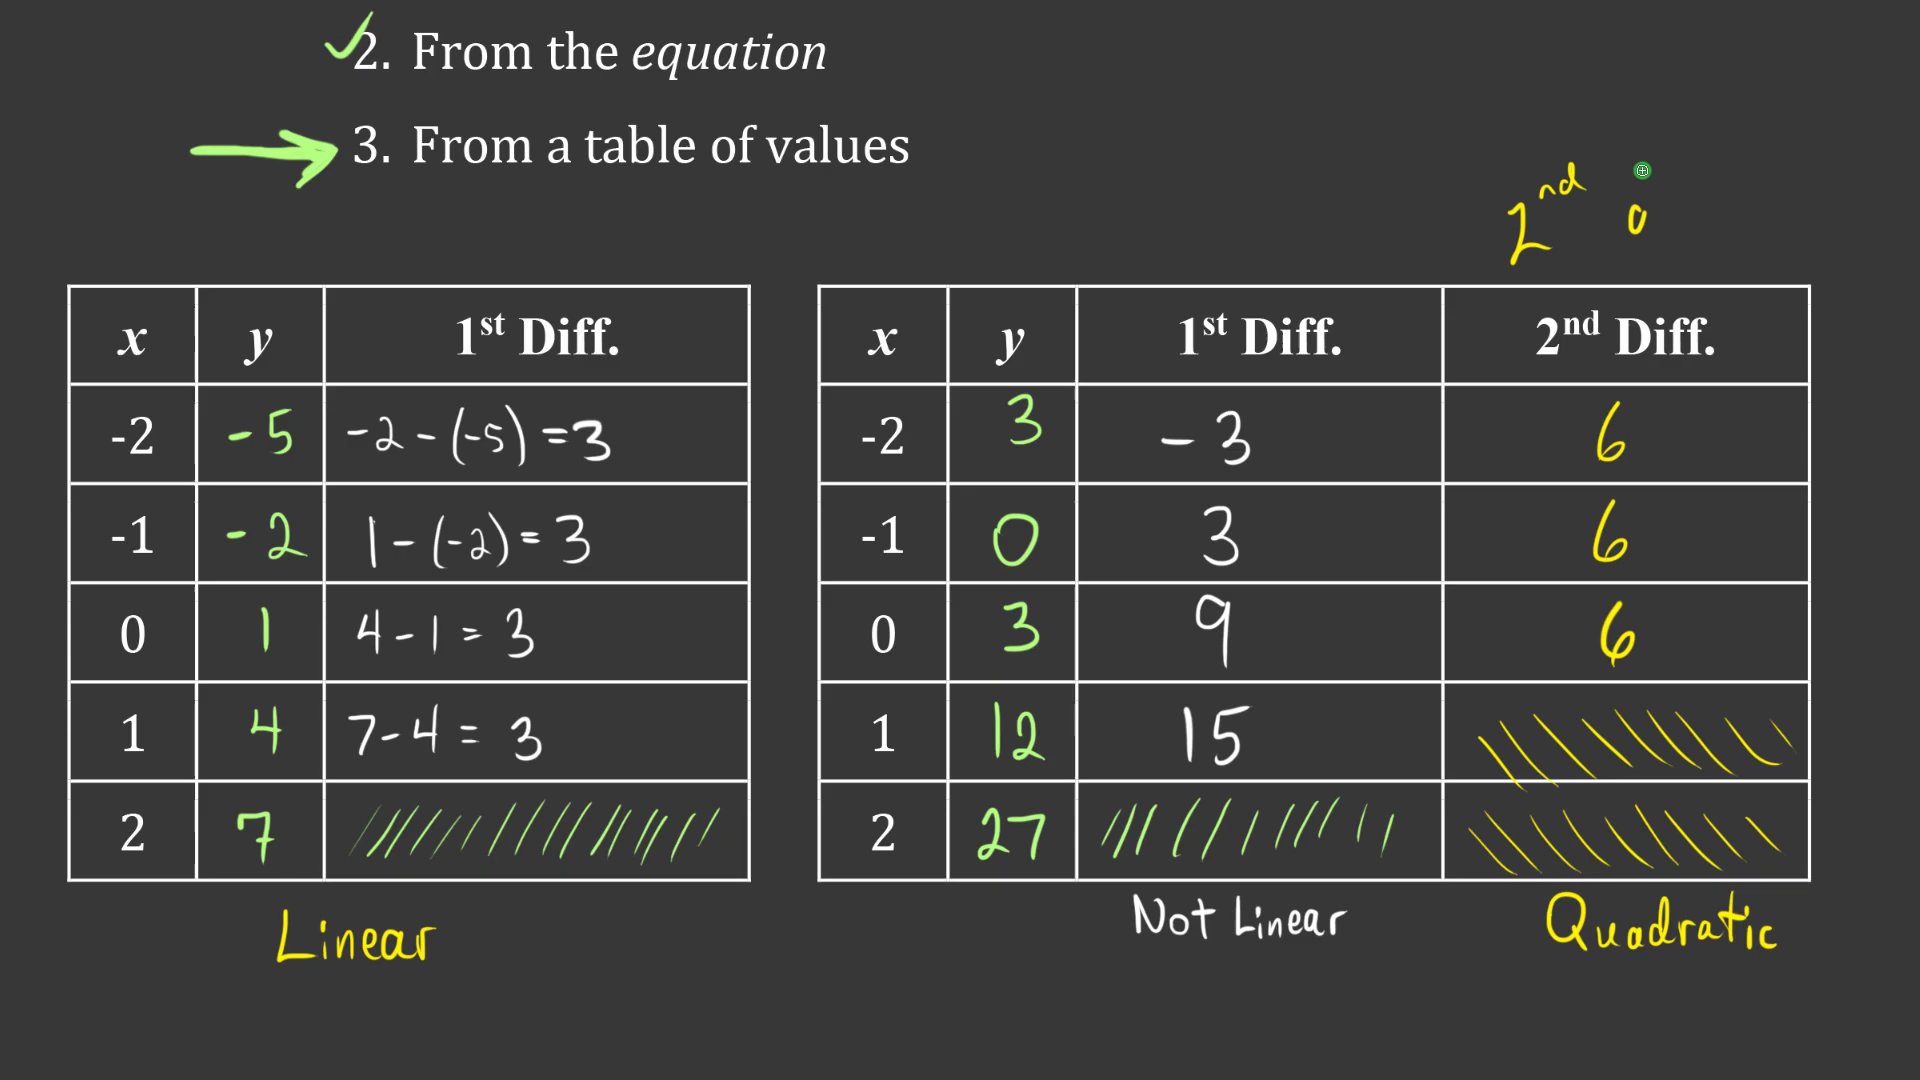 2. From the equation
3. From a table of values
2nd
x y 1st Diff.
-2 -5 -2-(-5)=3
-1 -2 1-(-2)=3
0 1 4-1=3
1 4 7-4=3
2 7
Linear
x y 1st Diff. 2nd Diff.
-2 3 -3 6
-1 0 3 6
0 3 9 6
1 12 15
2 27
Not Linear
Quadratic